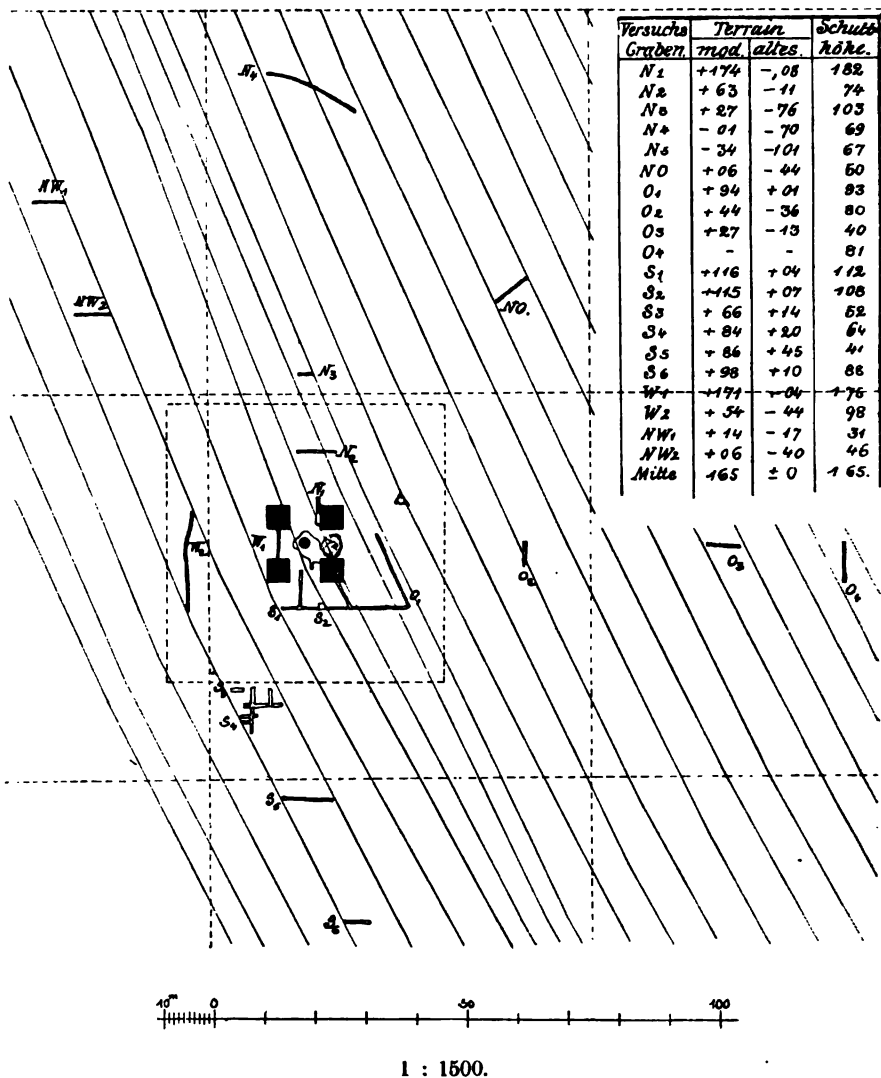 Versuchs Graben. Terrain Schutt-
mod. altes. höhe.
N1 +174 -,08 182
N2 + 63 -11 74
N3 + 27 -76 103
N4 - 01 -70 69
N5 - 34 -101 67
NO +06 -44 50
O1 + 94 +01 93
O2 + 44 -36 80
O3 +27 -13 40
O4 - - 81
S1 +116 +04 112
S2 +115 +07 108
S3 + 66 +14 52
S4 + 84 +20 64
S5 + 86 +45 41
S6 + 98 +10 88
W1 +171 -04 175
W2 + 54 -44 98
NW1 + 14 -17 31
NW2 +06 -40 46
Mitte 165 ± 0 165.
N4
NW1
NW2
NO.
N3
N2
N1
W2
W1
O2
O3
O4
S1
S2
O1
S3
S4
S5
S6
10m 0 50 100
1 : 1500.